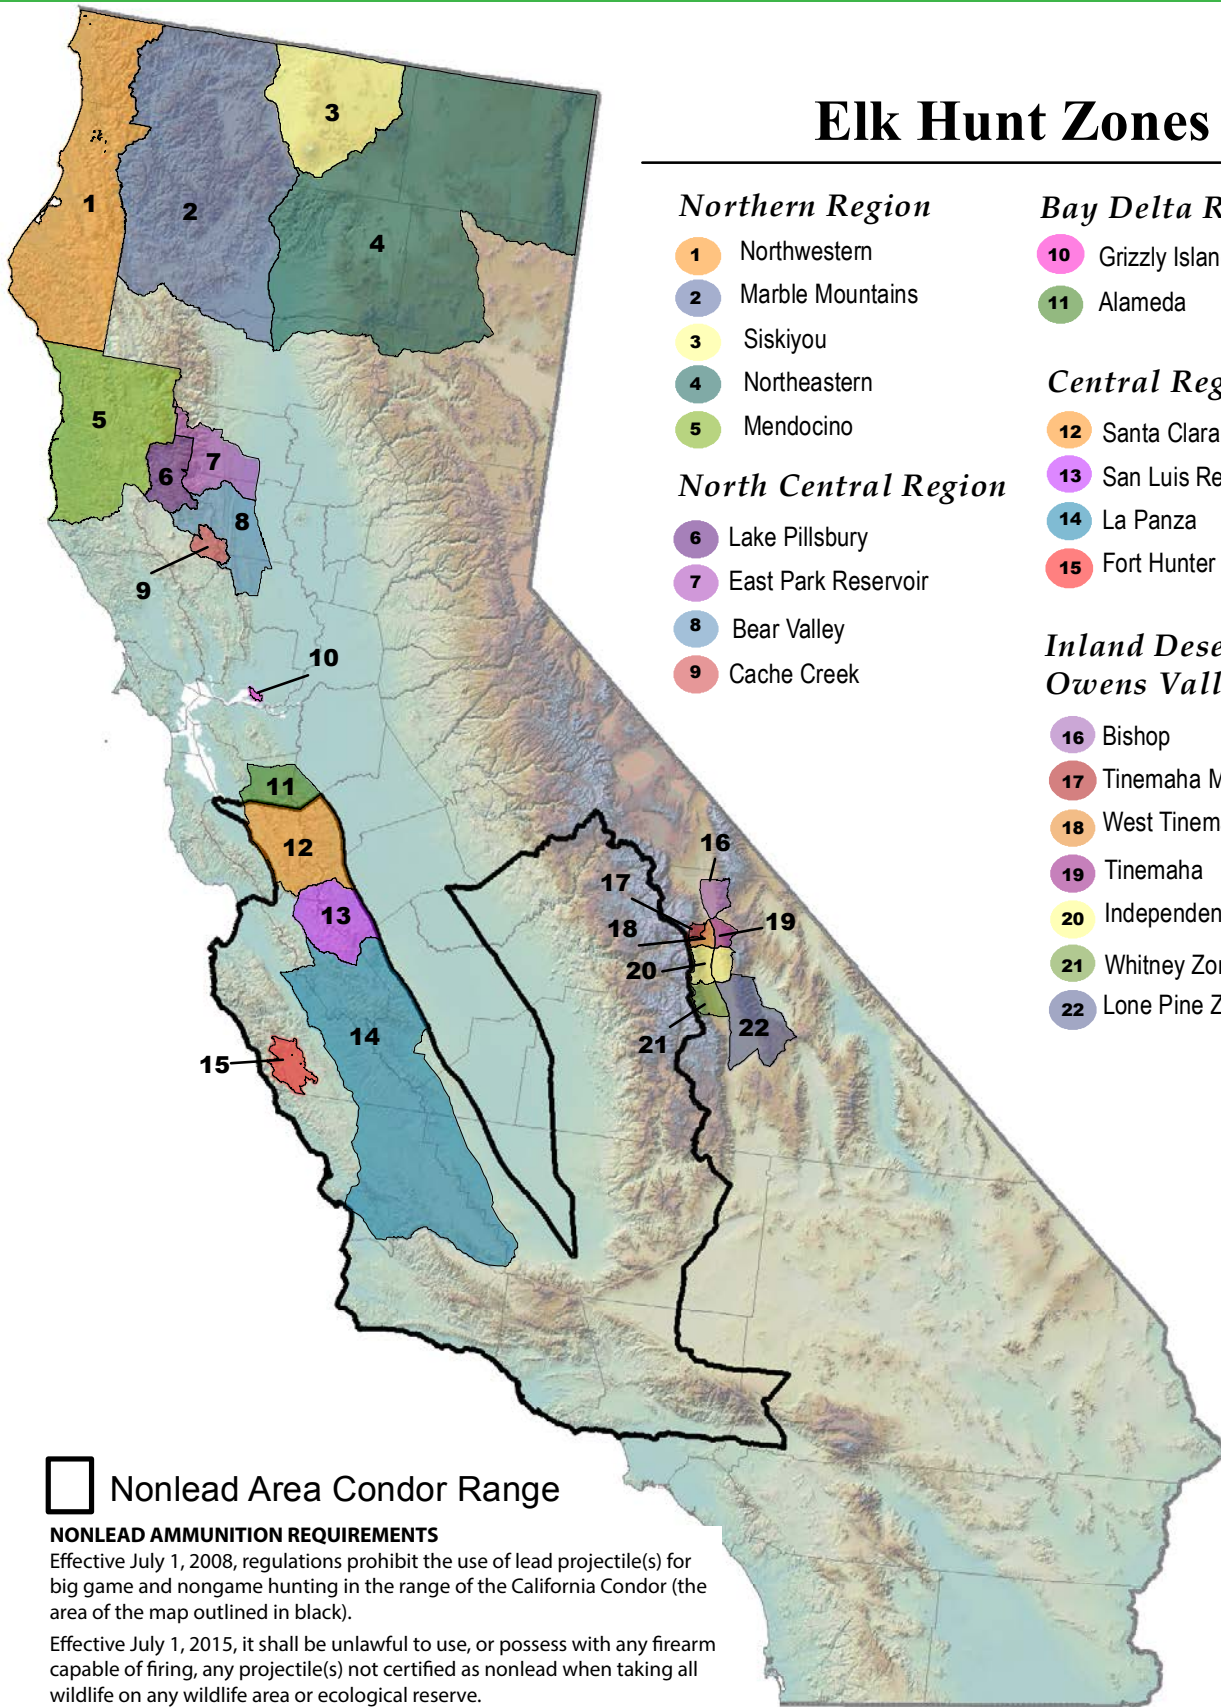 Elk Hunt Zones
Northern Region
1 Northwestern
2 Marble Mountains
3 Siskiyou
4 Northeastern
5 Mendocino
North Central Region
6 Lake Pillsbury
7 East Park Reservoir
8 Bear Valley
9 Cache Creek
Bay Delta R
10 Grizzly Islan
11 Alameda
Central Reg
12 Santa Clara
13 San Luis Re
14 La Panza
15 Fort Hunter
Inland Dese
Owens Vall
16 Bishop
17 Tinemaha M
18 West Tinem
19 Tinemaha
20 Independen
21 Whitney Zo
22 Lone Pine Z
1
2
3
4
5
6
7
8
9
10
11
12
13
14
15
16
17
18
19
20
21
22
Nonlead Area Condor Range
NONLEAD AMMUNITION REQUIREMENTS
Effective July 1, 2008, regulations prohibit the use of lead projectile(s) for
big game and nongame hunting in the range of the California Condor (the
area of the map outlined in black).
Effective July 1, 2015, it shall be unlawful to use, or possess with any firearm
capable of firing, any projectile(s) not certified as nonlead when taking all
wildlife on any wildlife area or ecological reserve.